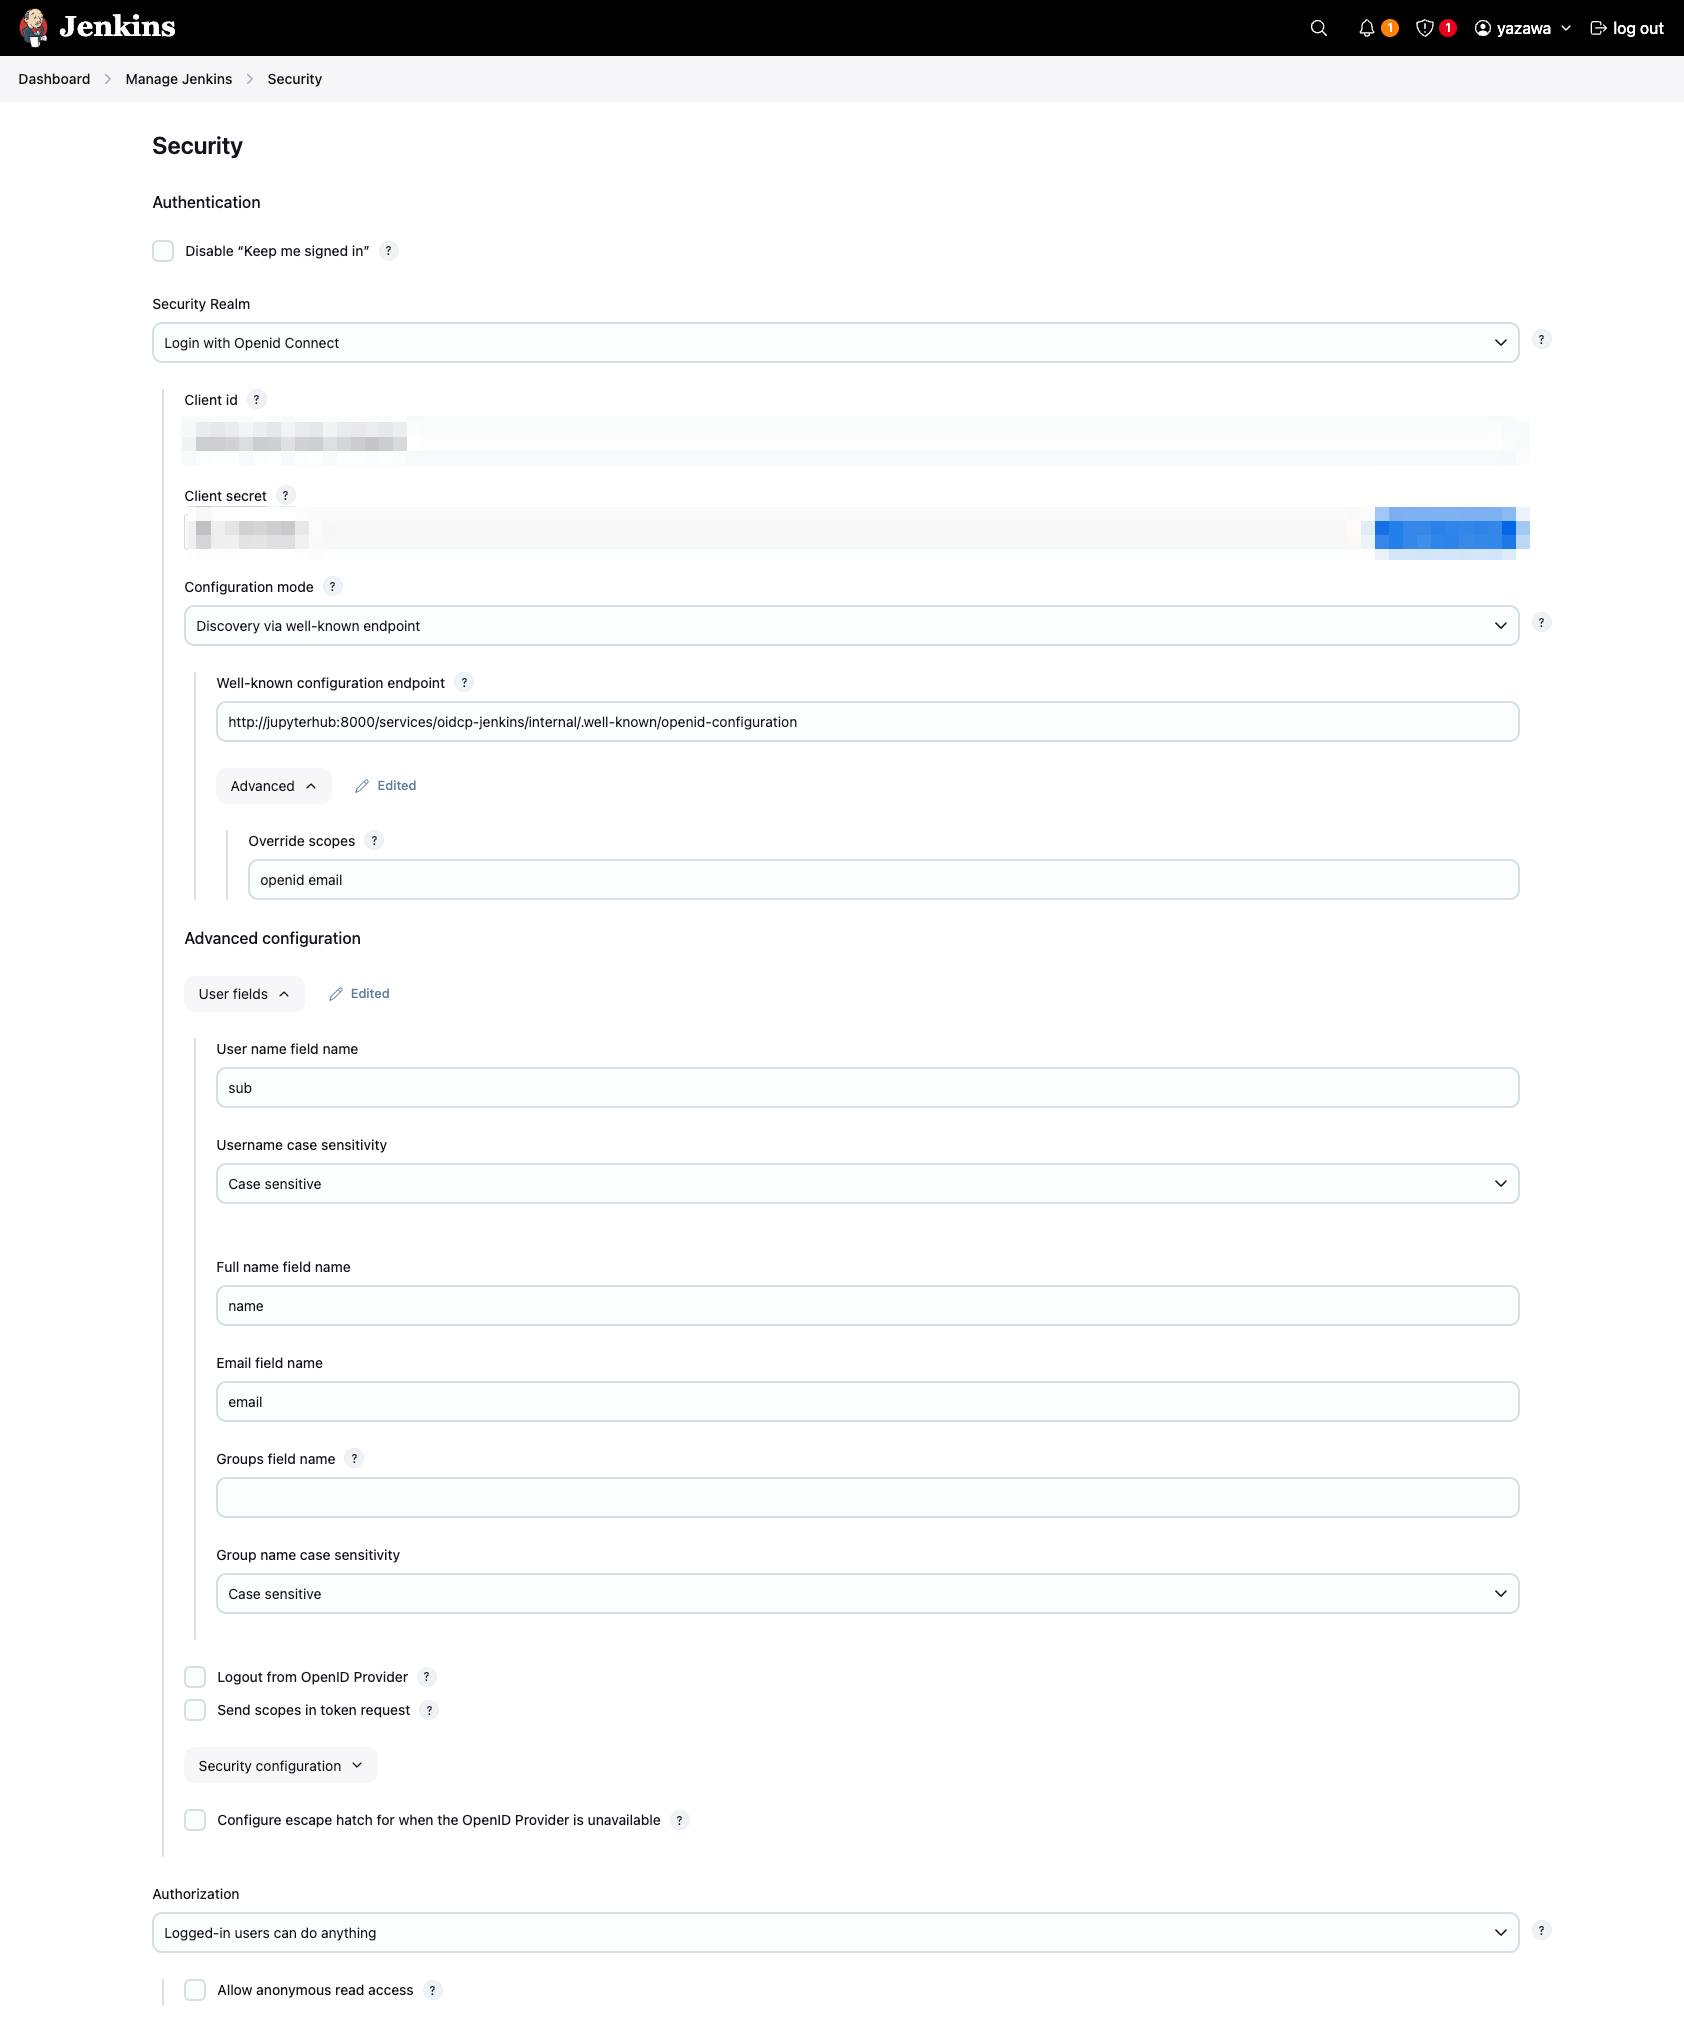 Jenkins
1
1
yazawa
log out
Dashboard
Manage Jenkins
Security
Security
Authentication
Disable “Keep me signed in” ?
Security Realm
Login with Openid Connect
?
Client id ?
Client secret ?
Configuration mode ?
Discovery via well-known endpoint
?
Well-known configuration endpoint ?
http://jupyterhub:8000/services/oidcp-jenkins/internal/.well-known/openid-configuration
Advanced
Edited
Override scopes ?
openid email
Advanced configuration
User fields
Edited
User name field name
sub
Username case sensitivity
Case sensitive
Full name field name
name
Email field name
email
Groups field name ?
Group name case sensitivity
Case sensitive
Logout from OpenID Provider ?
Send scopes in token request ?
Security configuration
Configure escape hatch for when the OpenID Provider is unavailable ?
Authorization
Logged-in users can do anything
?
Allow anonymous read access ?